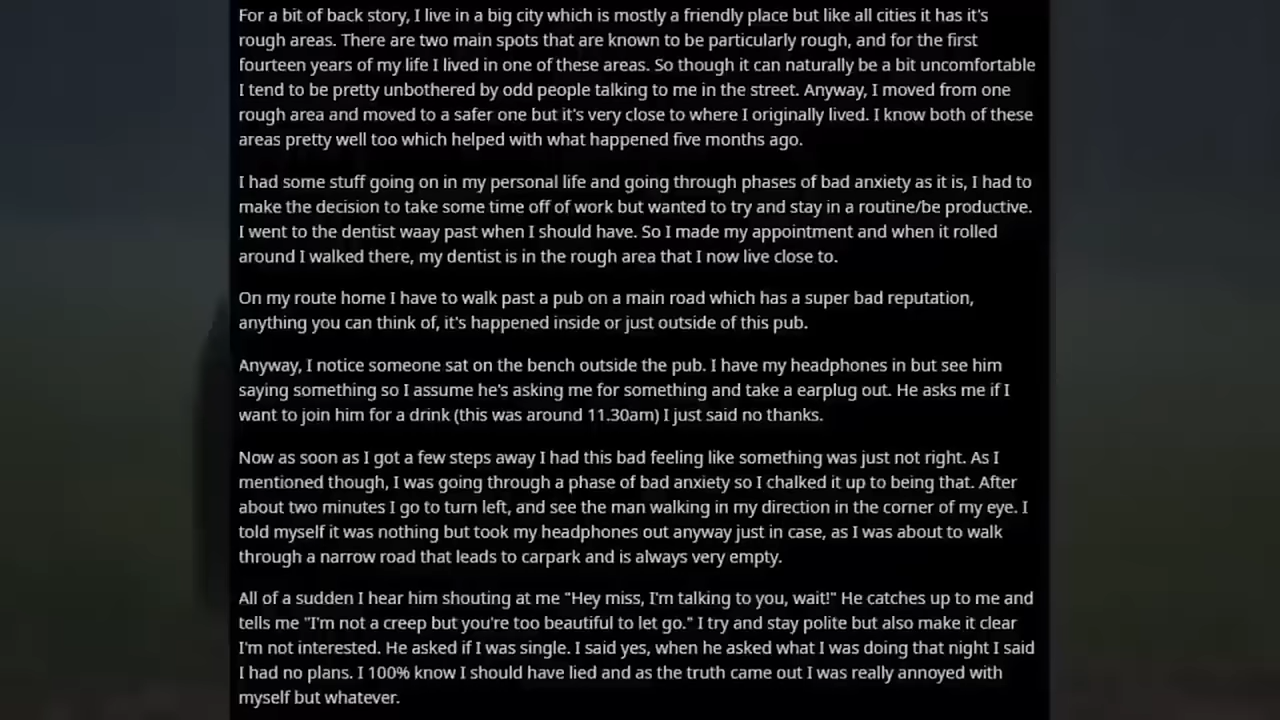 For a bit of back story, I live in a big city which is mostly a friendly place but like all cities it has it's
rough areas. There are two main spots that are known to be particularly rough, and for the first
fourteen years of my life I lived in one of these areas. So though it can naturally be a bit uncomfortable
I tend to be pretty unbothered by odd people talking to me in the street. Anyway, I moved from one
rough area and moved to a safer one but it's very close to where I originally lived. I know both of these
areas pretty well too which helped with what happened five months ago.
I had some stuff going on in my personal life and going through phases of bad anxiety as it is, I had to
make the decision to take some time off of work but wanted to try and stay in a routine/be productive.
I went to the dentist waay past when I should have. So I made my appointment and when it rolled
around I walked there, my dentist is in the rough area that I now live close to.
On my route home I have to walk past a pub on a main road which has a super bad reputation,
anything you can think of, it's happened inside or just outside of this pub.
Anyway, I notice someone sat on the bench outside the pub. I have my headphones in but see him
saying something so I assume he's asking me for something and take a earplug out. He asks me if I
want to join him for a drink (this was around 11.30am) I just said no thanks.
Now as soon as I got a few steps away I had this bad feeling like something was just not right. As I
mentioned though, I was going through a phase of bad anxiety so I chalked it up to being that. After
about two minutes I go to turn left, and see the man walking in my direction in the corner of my eye. I
told myself it was nothing but took my headphones out anyway just in case, as I was about to walk
through a narrow road that leads to carpark and is always very empty.
All of a sudden I hear him shouting at me "Hey miss, I'm talking to you, wait!" He catches up to me and
tells me "I'm not a creep but you're too beautiful to let go." I try and stay polite but also make it clear
I'm not interested. He asked if I was single. I said yes, when he asked what I was doing that night I said
I had no plans. I 100% know I should have lied and as the truth came out I was really annoyed with
myself but whatever.